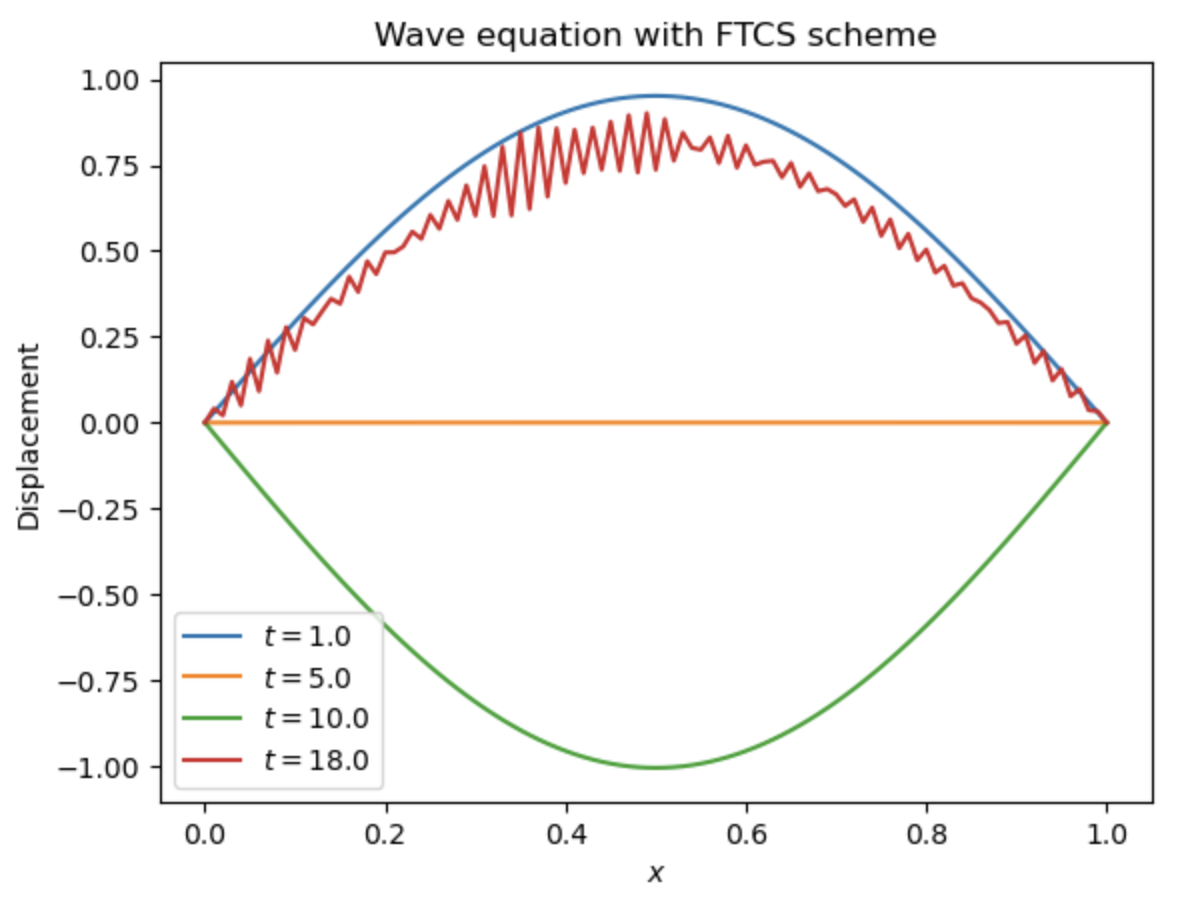 Wave equation with FTCS scheme
Displacement
1.00
0.75
0.50
0.25
0.00
−0.25
−0.50
−0.75
−1.00
t = 1.0
t = 5.0
t = 10.0
t = 18.0
0.0 0.2 0.4 0.6 0.8 1.0
x